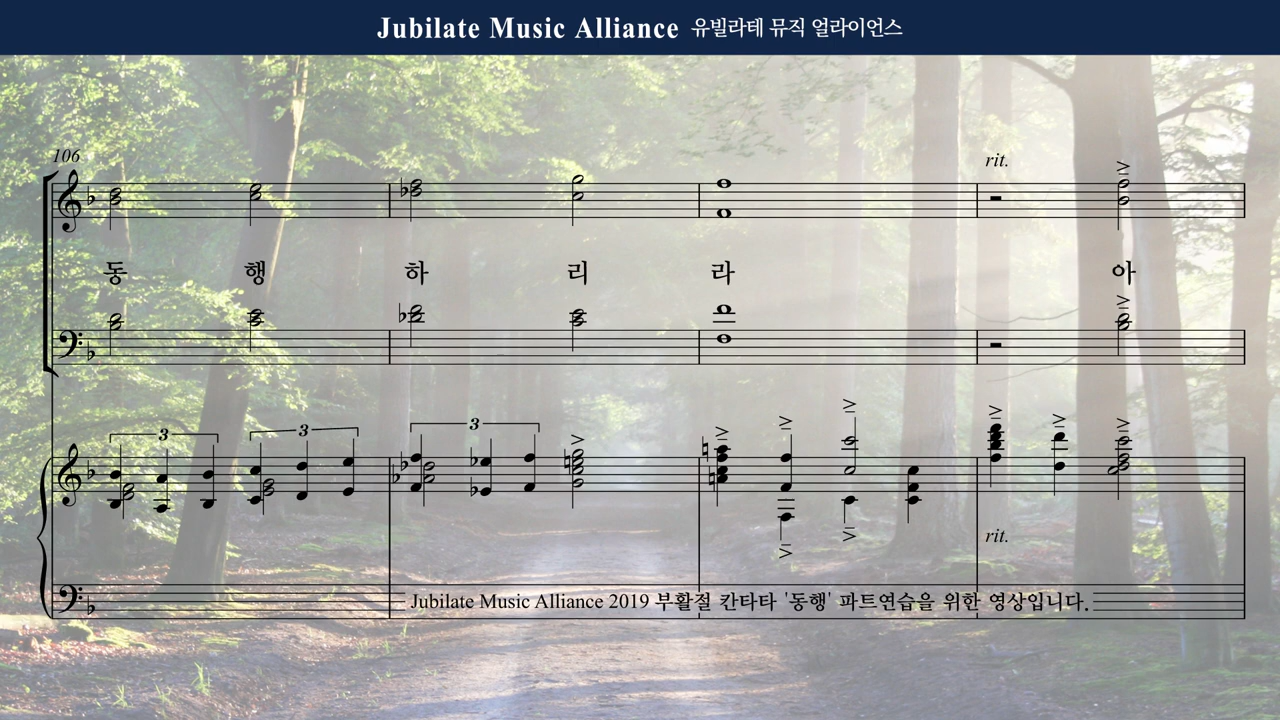 Jubilate Music Alliance 유빌라테 뮤직 얼라이언스
106
rit.
동 행 하 리 라 아
3 3 3
rit.
Jubilate Music Alliance 2019 부활절 칸타타 '동행' 파트연습을 위한 영상입니다.